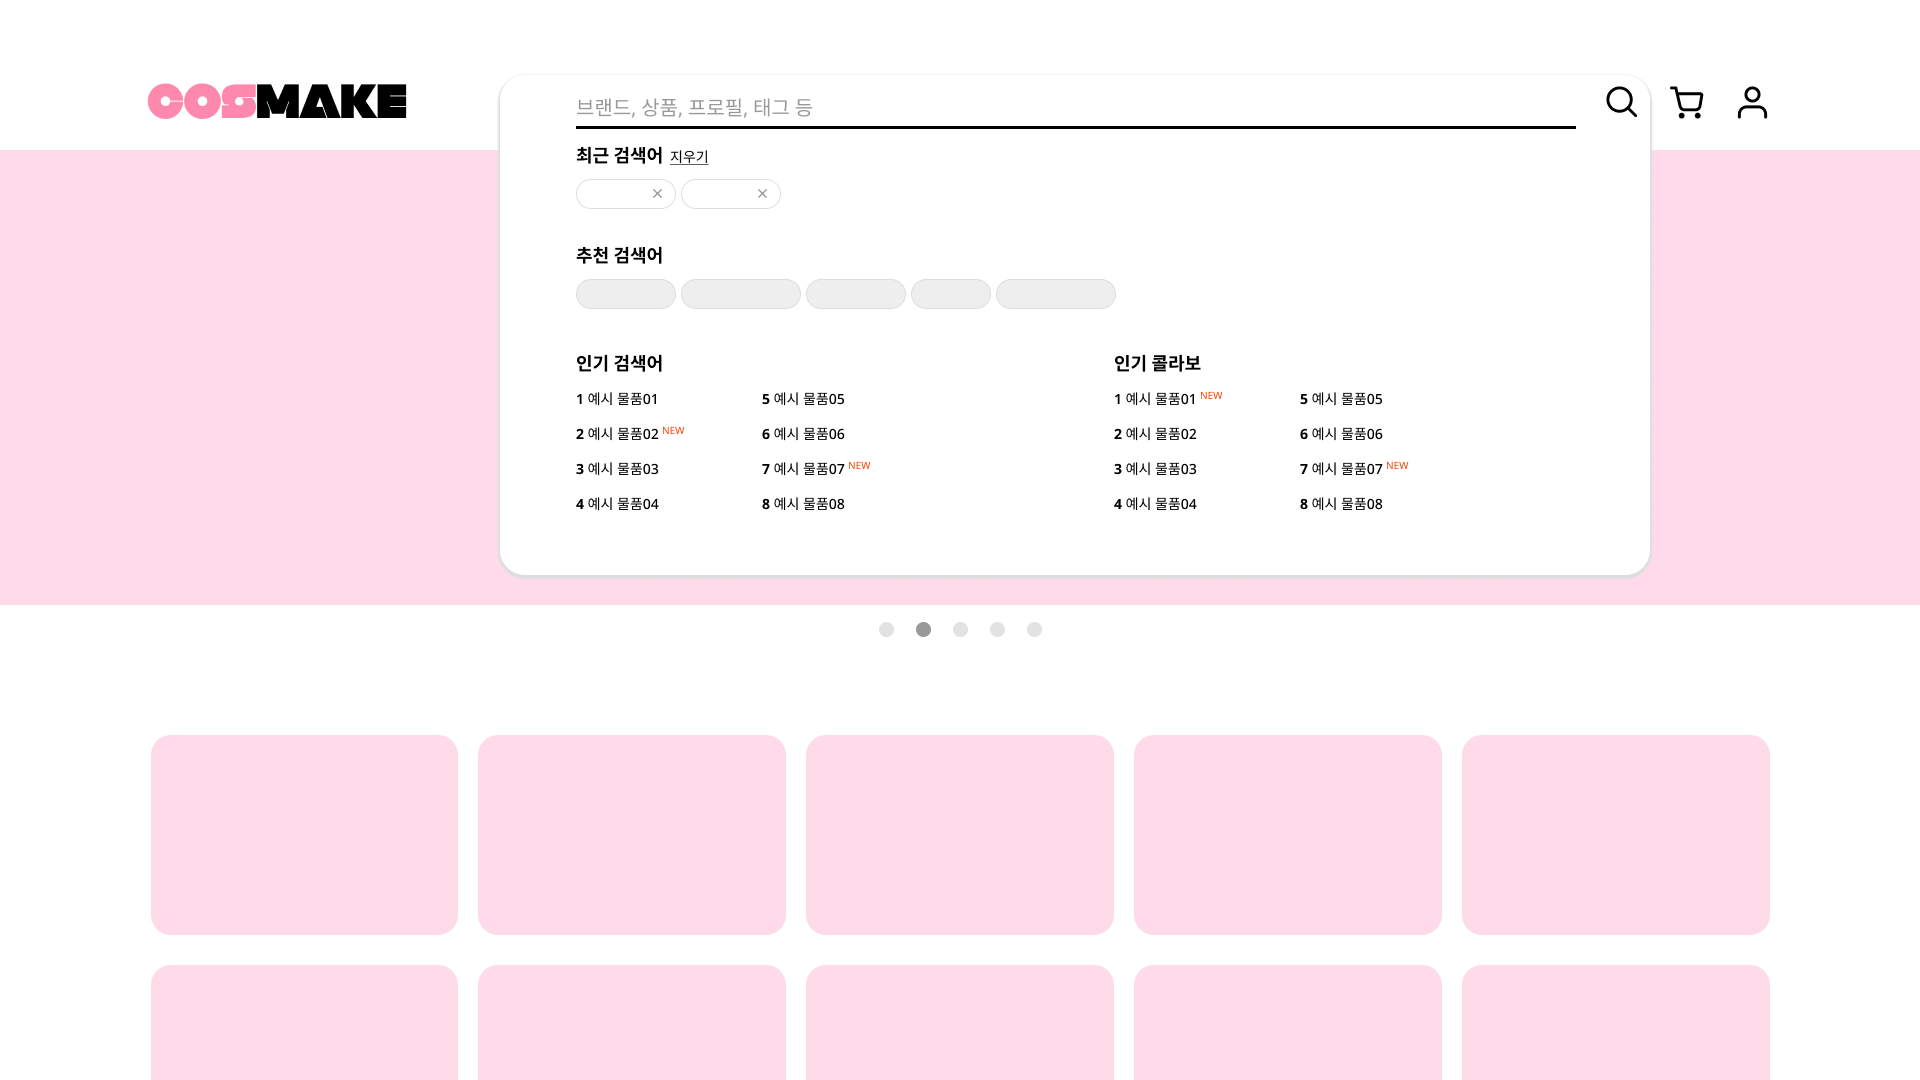 COSMAKE
브랜드, 상품, 프로필, 태그 등
최근 검색어 지우기
추천 검색어
인기 검색어
1 예시 물품01
2 예시 물품02 NEW
3 예시 물품03
4 예시 물품04
5 예시 물품05
6 예시 물품06
7 예시 물품07 NEW
8 예시 물품08
인기 콜라보
1 예시 물품01 NEW
2 예시 물품02
3 예시 물품03
4 예시 물품04
5 예시 물품05
6 예시 물품06
7 예시 물품07 NEW
8 예시 물품08